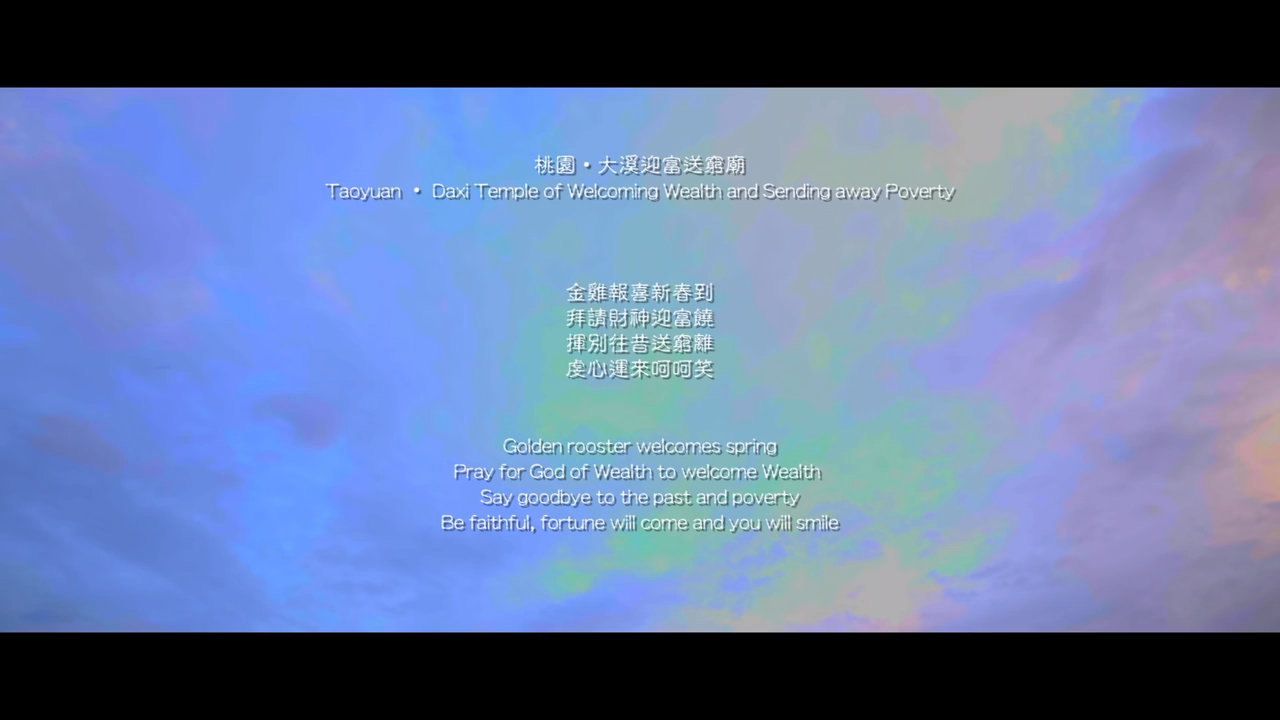 桃園•大溪迎富送窮廟
Taoyuan • Daxi Temple of Welcoming Wealth and Sending away Poverty
金雞報喜新春到
拜請財神迎富饒
揮別往昔送窮離
虔心運來呵呵笑
Golden rooster welcomes spring
Pray for God of Wealth to welcome Wealth
Say goodbye to the past and poverty
Be faithful, fortune will come and you will smile